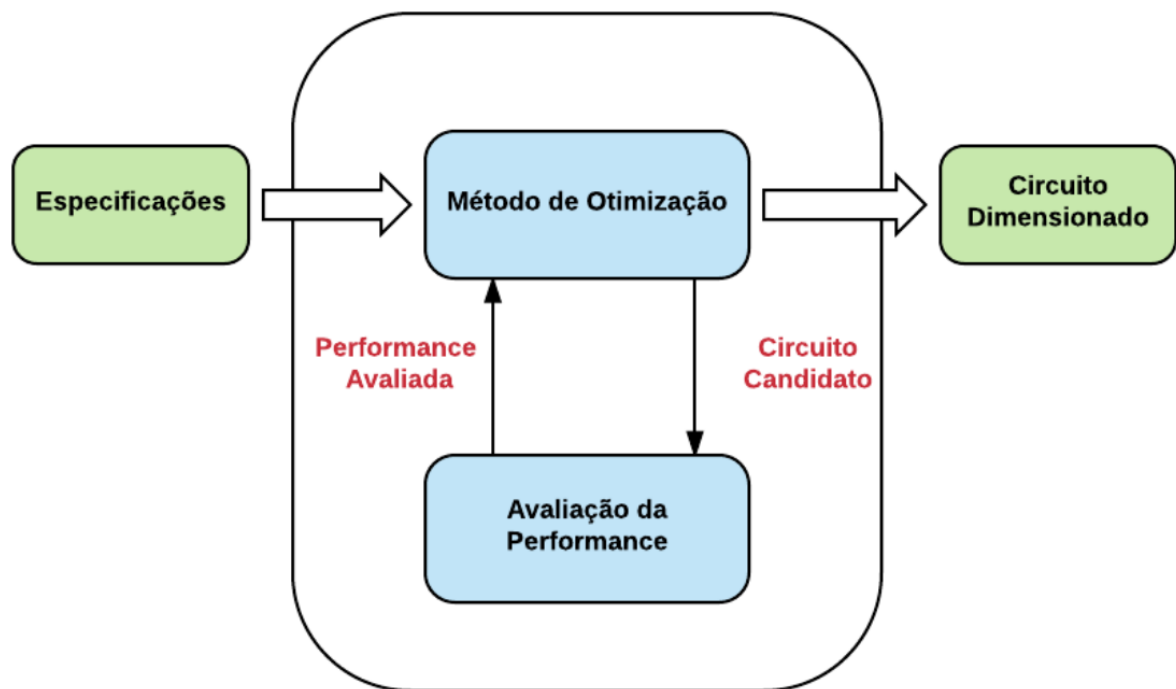 Especificações
Método de Otimização
Circuito
Dimensionado
Performance
Avaliada
Circuito
Candidato
Avaliação da
Performance